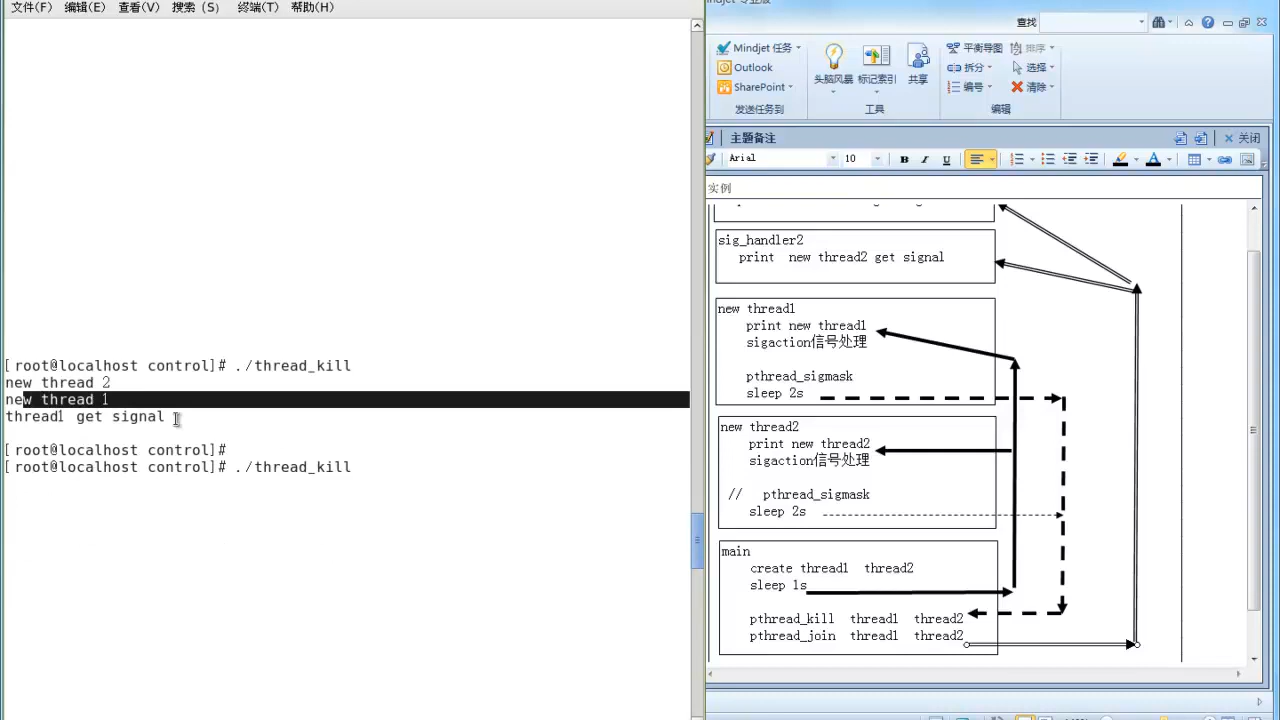 文件(F) 编辑(E) 查看(V) 搜索 (S) 终端(T) 帮助(H)
[root@localhost control]# ./thread_kill
new thread 2
new thread 1
thread1 get signal
[root@localhost control]#
[root@localhost control]# ./thread_kill
查找
Mindjet 任务
Outlook
SharePoint
发送任务到
头脑风暴 标记索引 共享
工具
平衡导图 排序
拆分 选择
编号 清除
编辑
主题备注
关闭
Arial 10 B I U
实例
sig_handler2
print new thread2 get signal
new thread1
print new thread1
sigaction信号处理
pthread_sigmask
sleep 2s
new thread2
print new thread2
sigaction信号处理
// pthread_sigmask
sleep 2s
main
create thread1 thread2
sleep 1s
pthread_kill thread1 thread2
pthread_join thread1 thread2